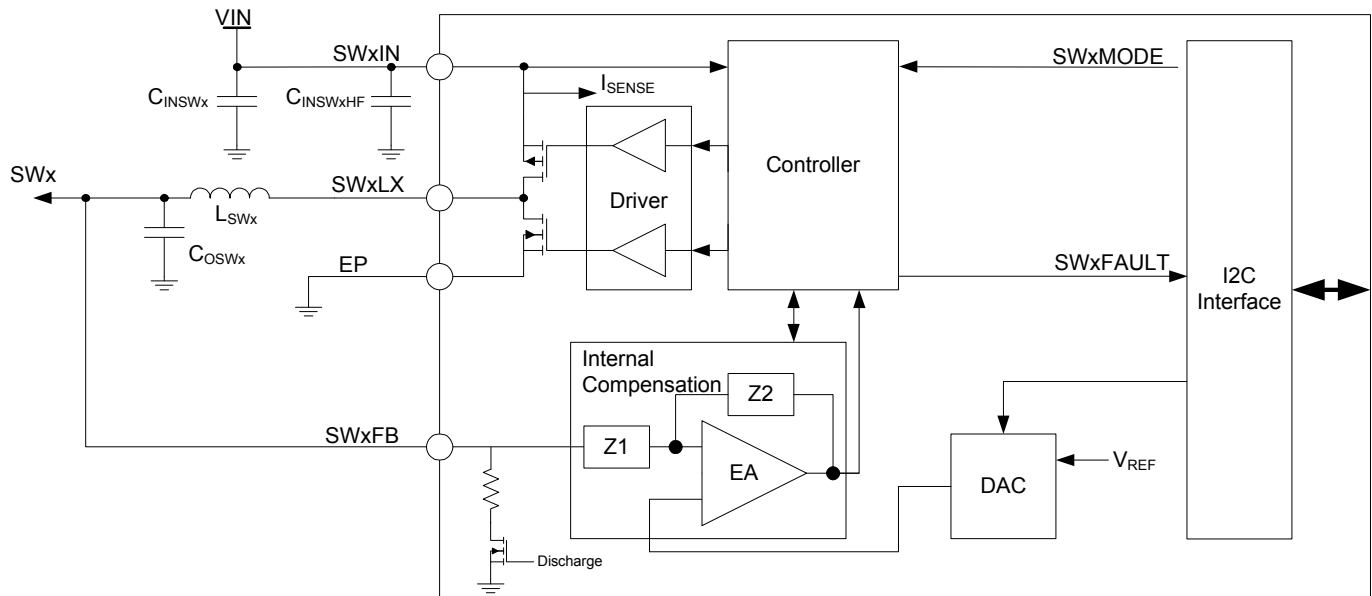 VIN
SWxIN
SWxMODE
ISENSE
CINSWx
CINSWxHF
Controller
SWx
SWxLX
Driver
LSWx
COSWx
EP
SWxFAULT
I2C
Interface
Internal
Compensation
Z2
SWxFB
Z1
EA
VREF
DAC
Discharge